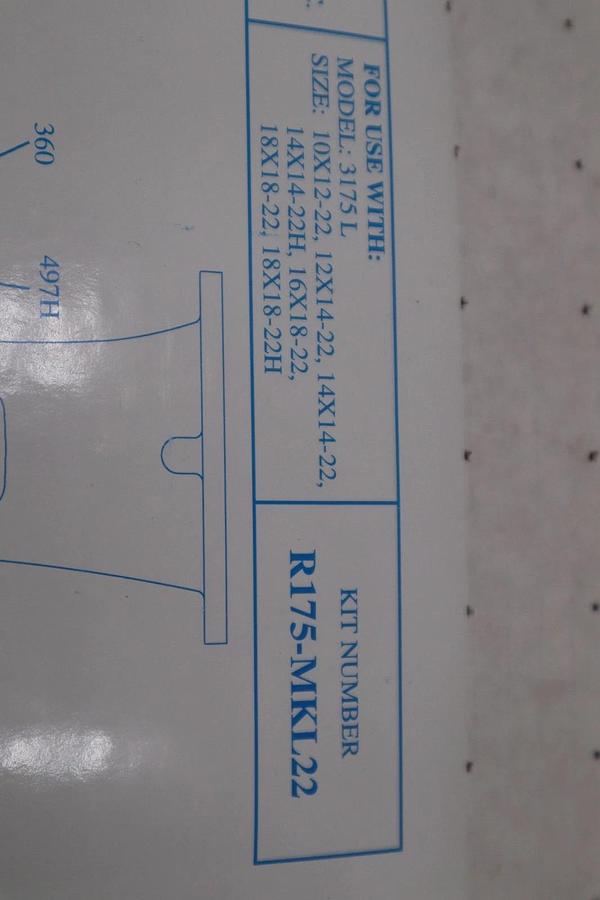 FOR USE WITH:
MODEL: 3175 L
SIZE: 10X12-22, 12X14-22, 14X14-22,
14X14-22H, 16X18-22,
18X18-22, 18X18-22H
KIT NUMBER
R175-MKL22
360
497H